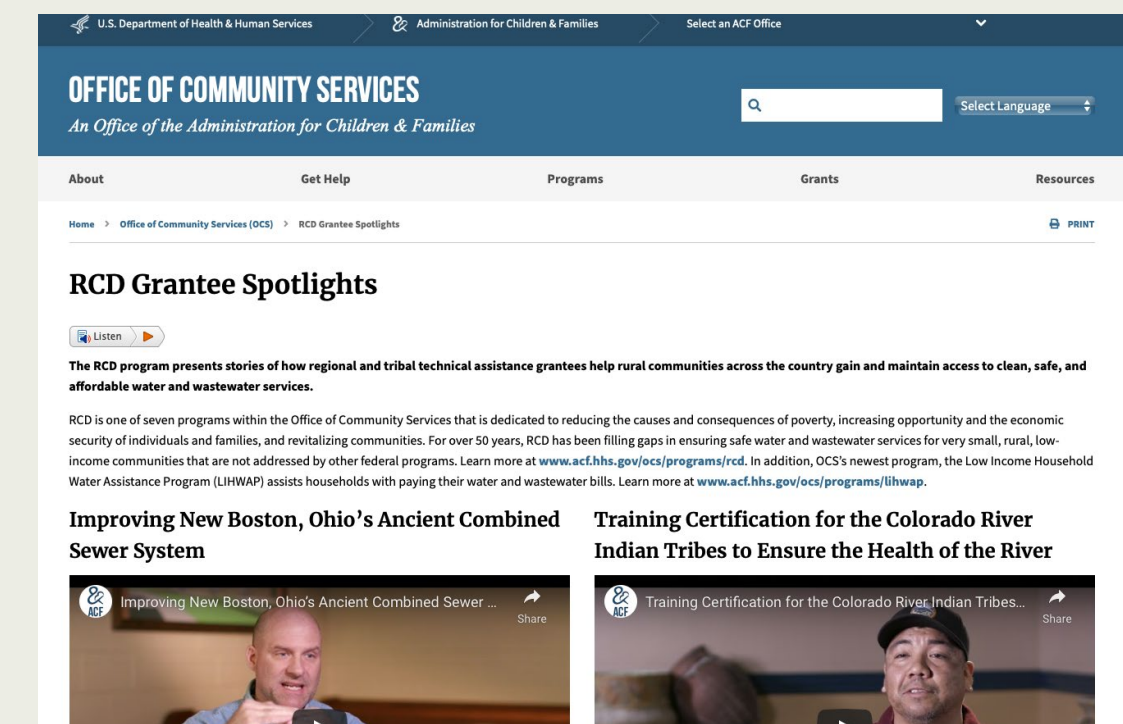 U.S. Department of Health & Human Services
Administration for Children & Families
Select an ACF Office
OFFICE OF COMMUNITY SERVICES
An Office of the Administration for Children & Families
Select Language
About
Get Help
Programs
Grants
Resources
Home > Office of Community Services (OCS) > RCD Grantee Spotlights
PRINT
RCD Grantee Spotlights
Listen
The RCD program presents stories of how regional and tribal technical assistance grantees help rural communities across the country gain and maintain access to clean, safe, and
affordable water and wastewater services.
RCD is one of seven programs within the Office of Community Services that is dedicated to reducing the causes and consequences of poverty, increasing opportunity and the economic
security of individuals and families, and revitalizing communities. For over 50 years, RCD has been filling gaps in ensuring safe water and wastewater services for very small, rural, low-
income communities that are not addressed by other federal programs. Learn more at www.acf.hhs.gov/ocs/programs/rcd. In addition, OCS's newest program, the Low Income Household
Water Assistance Program (LIHWAP) assists households with paying their water and wastewater bills. Learn more at www.acf.hhs.gov/ocs/programs/lihwap.
Improving New Boston, Ohio’s Ancient Combined
Sewer System
ACF
Improving New Boston, Ohio's Ancient Combined Sewer ...
Share
Training Certification for the Colorado River
Indian Tribes to Ensure the Health of the River
ACF
Training Certification for the Colorado River Indian Tribes...
Share